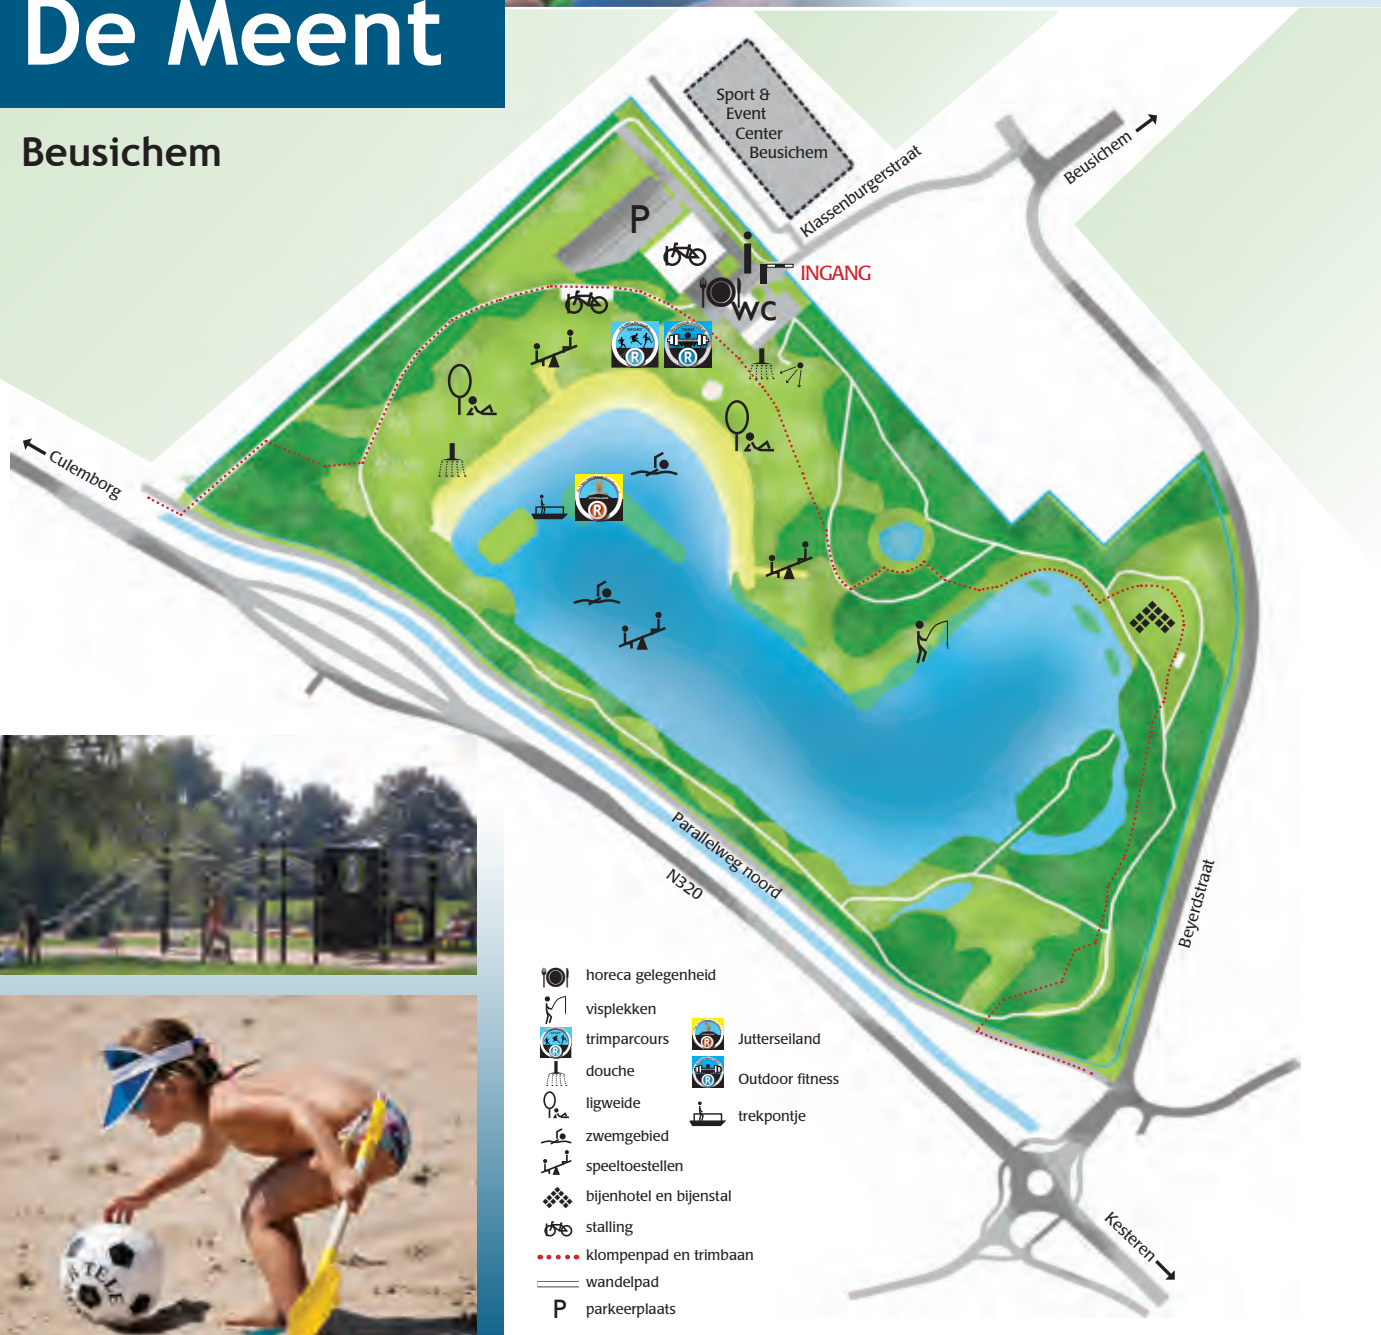 De Meent
Beusichem
Sport &
Event
Center
Beusichem
Klassenburgerstraat
Beusichem
P
INGANG
WC
SPORT
R
R
Culemborg
R
Parallelweg noord
N320
Beyerdstraat
Kesteren
horeca gelegenheid
visplekken
trimparcours
douche
ligweide
zwemgebied
speeltoestellen
bijenhotel en bijenstal
stalling
klompenpad en trimbaan
wandelpad
P parkeerplaats
R
R
R
Jutterseiland
Outdoor fitness
trekpontje
TELE